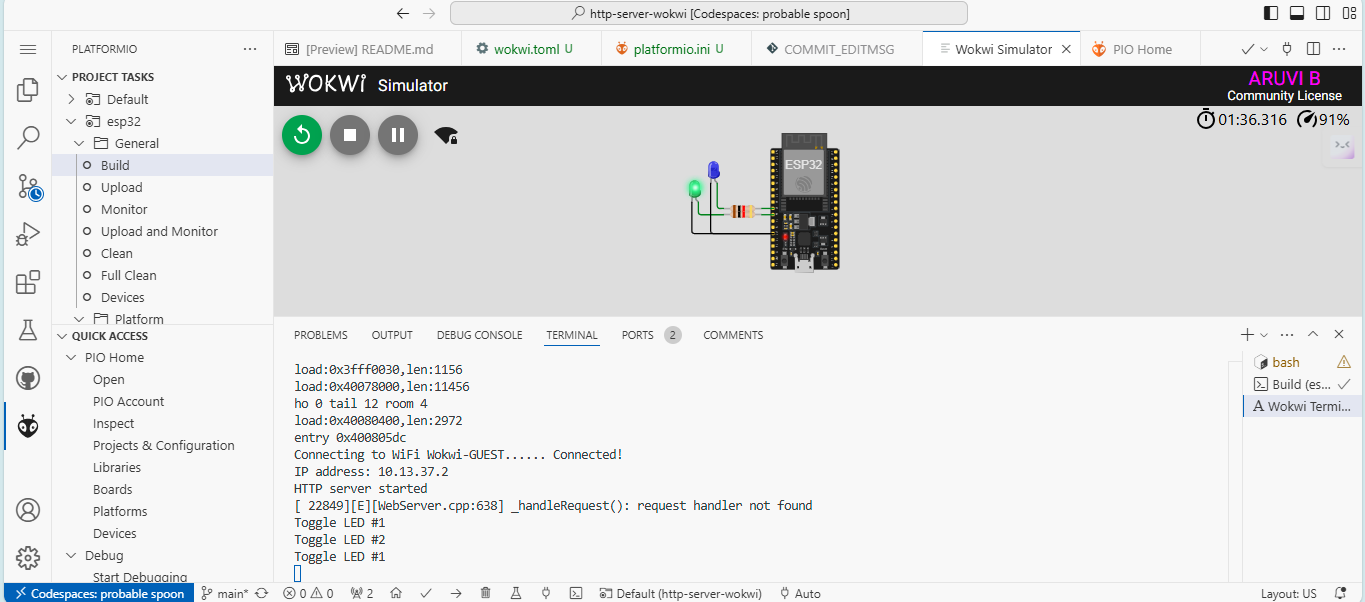 http-server-wokwi [Codespaces: probable spoon]
PLATFORMIO
PROJECT TASKS
Default
esp32
General
Build
Upload
Monitor
Upload and Monitor
Clean
Full Clean
Devices
Platform
QUICK ACCESS
PIO Home
Open
PIO Account
Inspect
Projects & Configuration
Libraries
Boards
Platforms
Devices
Debug
Start Debugging
[Preview] README.md
wokwi.toml U
platformio.ini U
COMMIT_EDITMSG
Wokwi Simulator
PIO Home
WOKWi Simulator
ARUVI B
Community License
01:36.316 91%
ESP32
PROBLEMS OUTPUT DEBUG CONSOLE TERMINAL PORTS 2 COMMENTS
load:0x3fff0030,len:1156
load:0x40078000,len:11456
ho 0 tail 12 room 4
load:0x40080400,len:2972
entry 0x400805dc
Connecting to WiFi Wokwi-GUEST...... Connected!
IP address: 10.13.37.2
HTTP server started
[ 22849][E][WebServer.cpp:638] _handleRequest(): request handler not found
Toggle LED #1
Toggle LED #2
Toggle LED #1
bash
Build (es...
Wokwi Termi...
Codespaces: probable spoon main* 0 0 2 Default (http-server-wokwi) Auto Layout: US